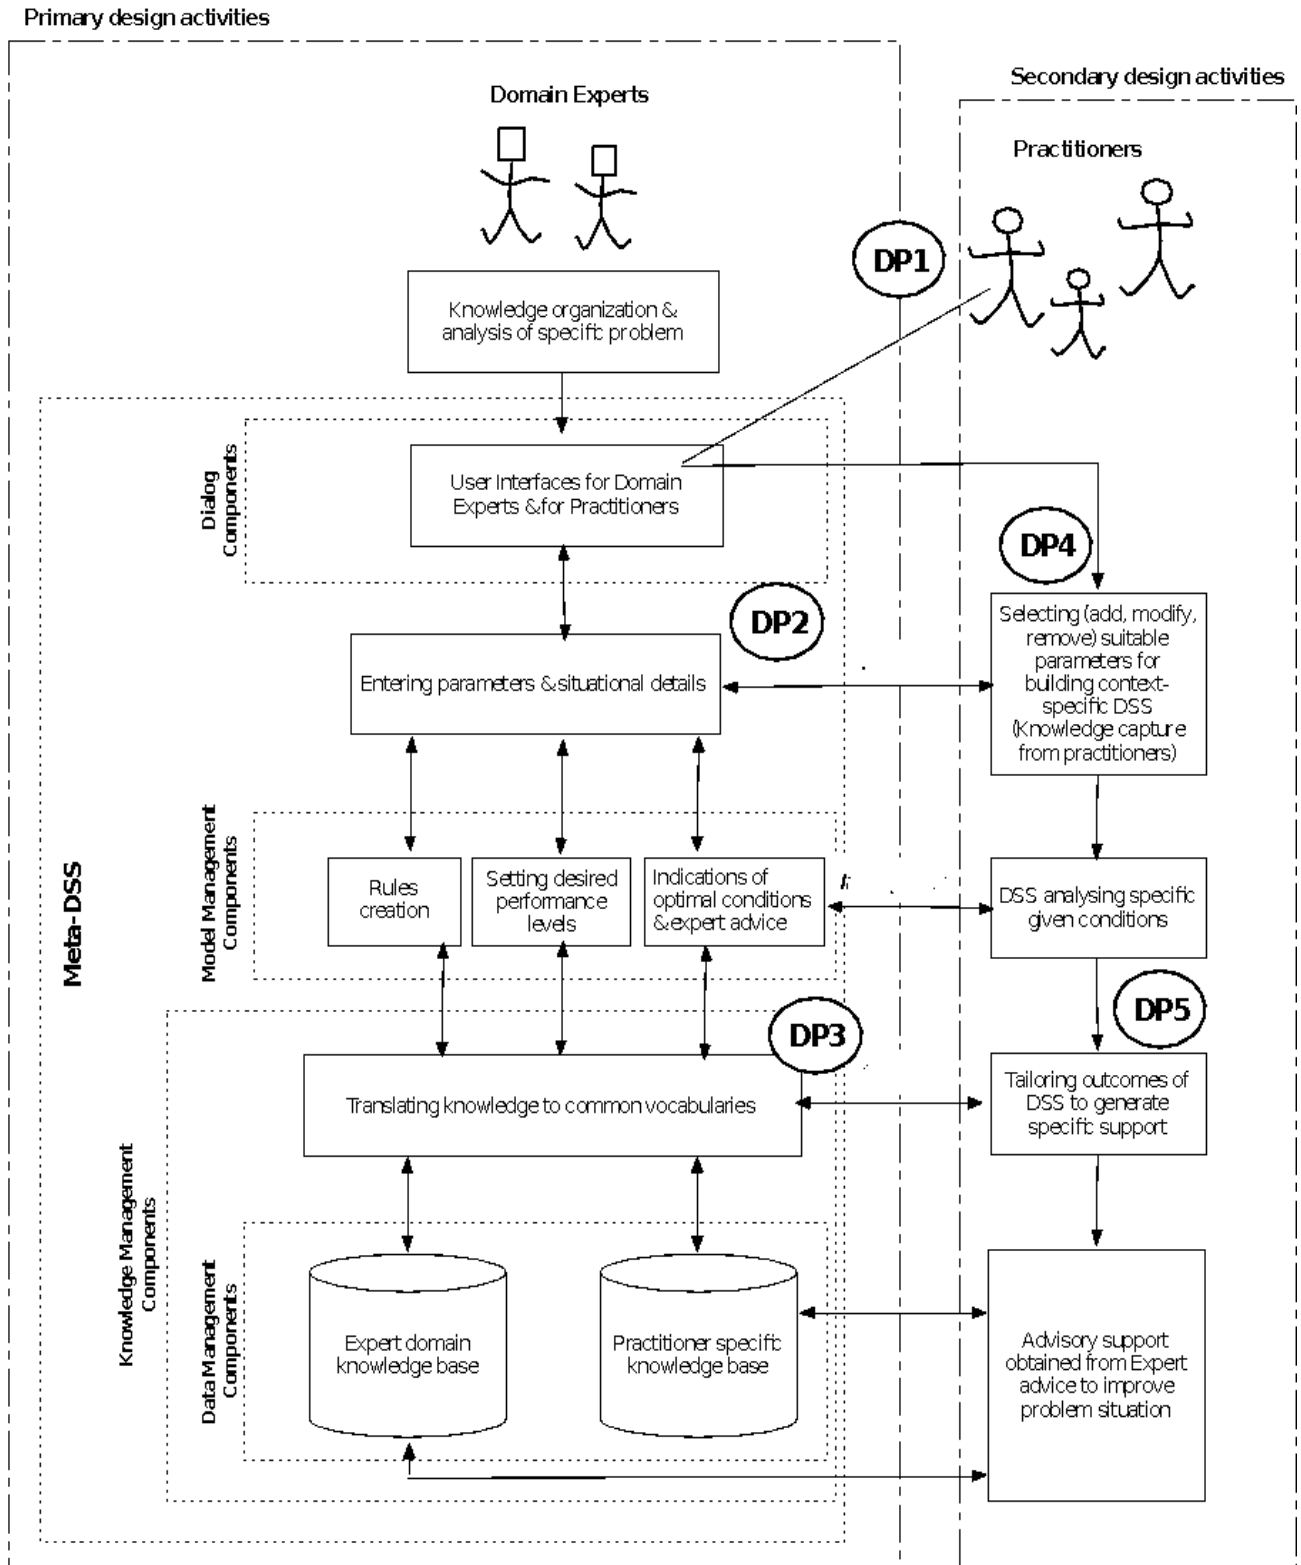 Primary design activities
Secondary design activities
Domain Experts
Practitioners
DP1
Knowledge organization &
analysis of specific problem
Dialog
Components
User Interfaces for Domain
Experts & for Practitioners
DP4
DP2
Selecting (add, modify,
remove) suitable
parameters for
building context-
specific DSS
(Knowledge capture
from practitioners)
Entering parameters & situational details
Meta-DSS
Model Management
Components
Rules
creation
Setting desired
performance
levels
Indications of
optimal conditions
& expert advice
DSS analysing specific
given conditions
DP5
DP3
Knowledge Management
Components
Translating knowledge to common vocabularies
Tailoring outcomes of
DSS to generate
specific support
Data Management
Components
Expert domain
knowledge base
Practitioner specific
knowledge base
Advisory support
obtained from Expert
advice to improve
problem situation